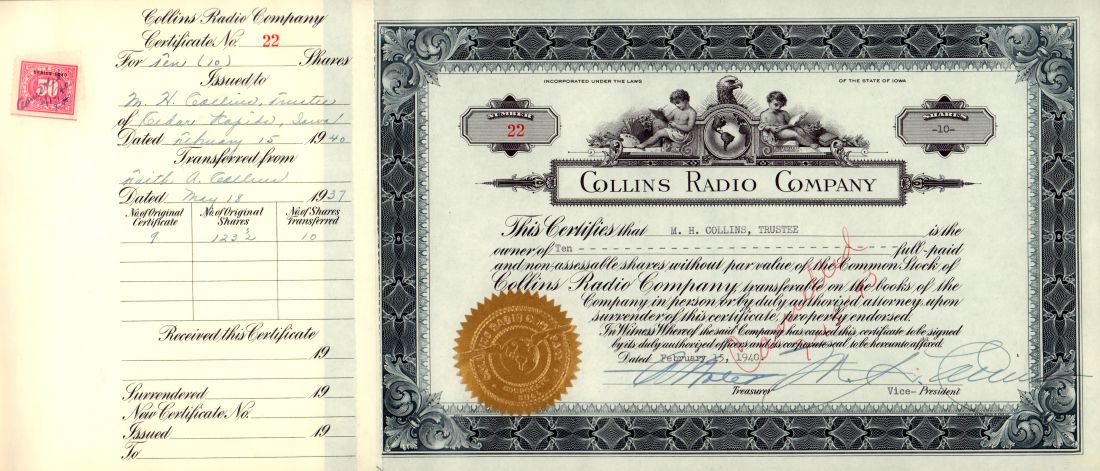 Collins Radio Company
Certificate No. 22
For Ten (10) Shares
Issued to
M. H. Collins, Trustee
of Cedar Rapids, Iowa
Dated February 15 1940
Transferred from
Faith A. Collins
Dated May 18 1937
No. of Original Certificate No. of Original Shares No. of Shares Transferred
9 123½ 10
Received this Certificate
19
Surrendered 19
New Certificate No.
Issued 19
To
SERIES 1940
50
INCORPORATED UNDER THE LAWS OF THE STATE OF IOWA
NUMBER
22
SHARES
-10-
COLLINS RADIO COMPANY
This Certifies that M. H. COLLINS, TRUSTEE is the
owner of Ten - - - - - - - - - - - - - - - - full-paid
and non-assessable shares, without par value, of the Common Stock of
Collins Radio Company transferable on the books of the
Company in person or by duly authorized attorney upon
surrender of this certificate, properly endorsed.
In Witness Whereof the said Company has caused this certificate to be signed
by its duly authorized officers and its corporate seal to be hereunto affixed.
Dated February 15, 1940.
Treasurer Vice- President
Cancelled